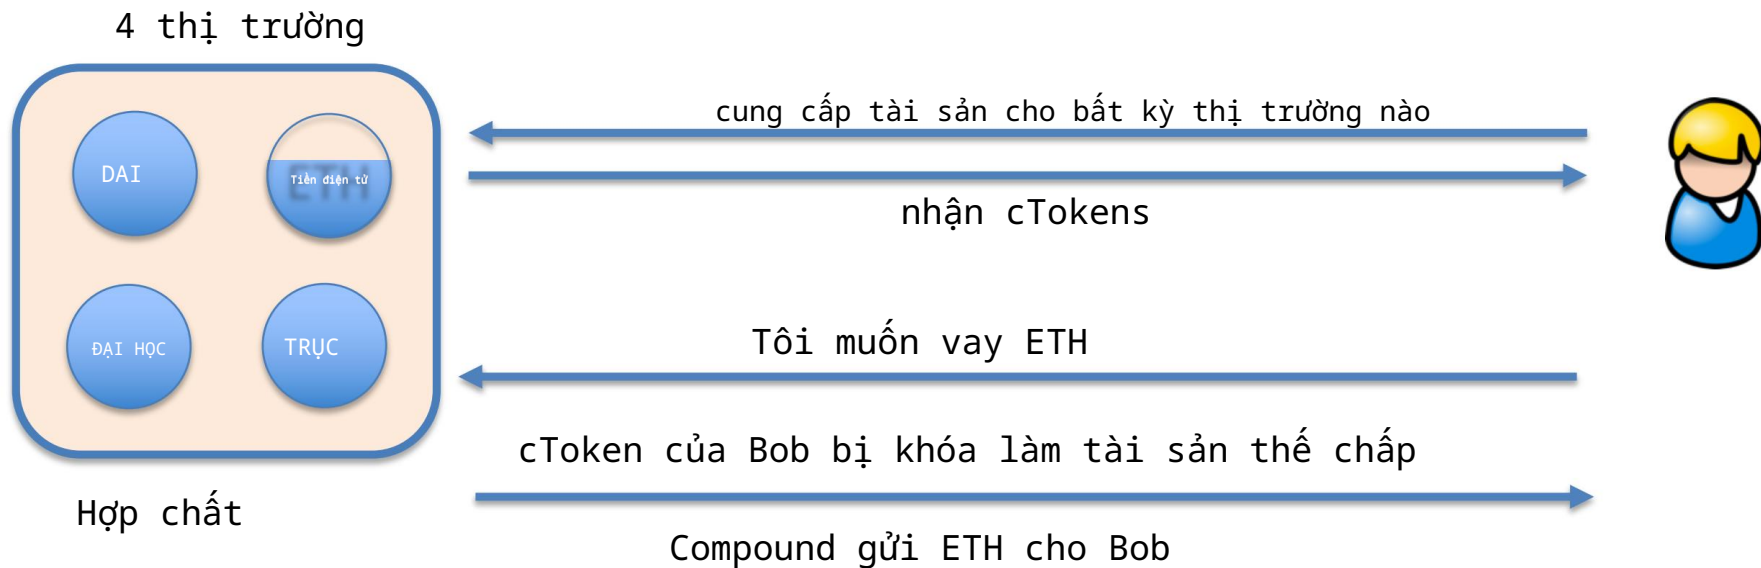 4 thị trường
cung cấp tài sản cho bất kỳ thị trường nào
DAI
Tiền điện tử
ETH
nhận cTokens
ĐẠI HỌC
TRỤC
Tôi muốn vay ETH
cToken của Bob bị khóa làm tài sản thế chấp
Hợp chất
Compound gửi ETH cho Bob